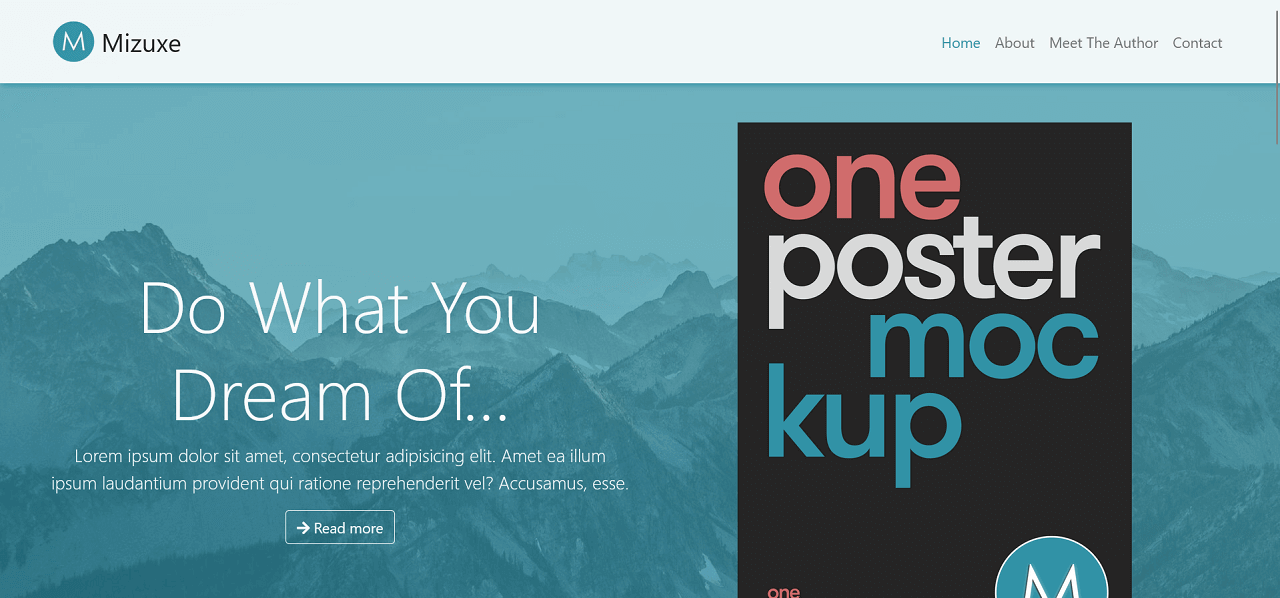 M Mizuxe
Home About Meet The Author Contact
Do What You
Dream Of...
Lorem ipsum dolor sit amet, consectetur adipisicing elit. Amet ea illum
ipsum laudantium provident qui ratione reprehenderit vel? Accusamus, esse.
Read more
one
poster
moc
kup
one
M